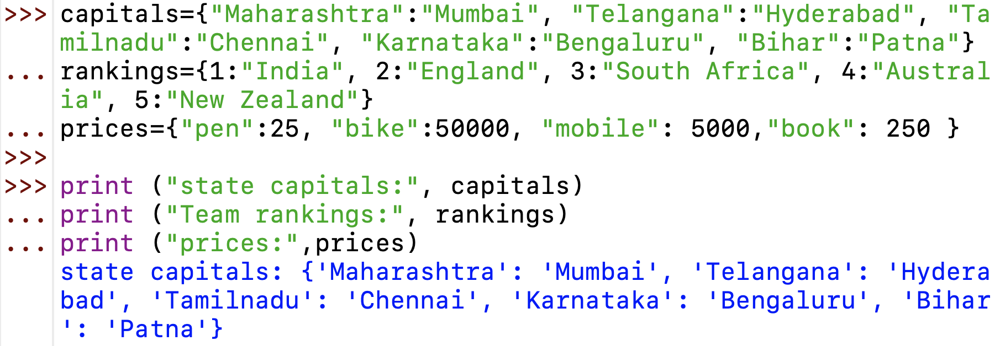 >>> capitals={"Maharashtra":"Mumbai", "Telangana":"Hyderabad", "Ta
milnadu":"Chennai", "Karnataka":"Bengaluru", "Bihar":"Patna"}
... rankings={1:"India", 2:"England", 3:"South Africa", 4:"Austral
ia", 5:"New Zealand"}
... prices={"pen":25, "bike":50000, "mobile": 5000,"book": 250 }
>>>
>>> print ("state capitals:", capitals)
... print ("Team rankings:", rankings)
... print ("prices:",prices)
state capitals: {'Maharashtra': 'Mumbai', 'Telangana': 'Hydera
bad', 'Tamilnadu': 'Chennai', 'Karnataka': 'Bengaluru', 'Bihar
': 'Patna'}